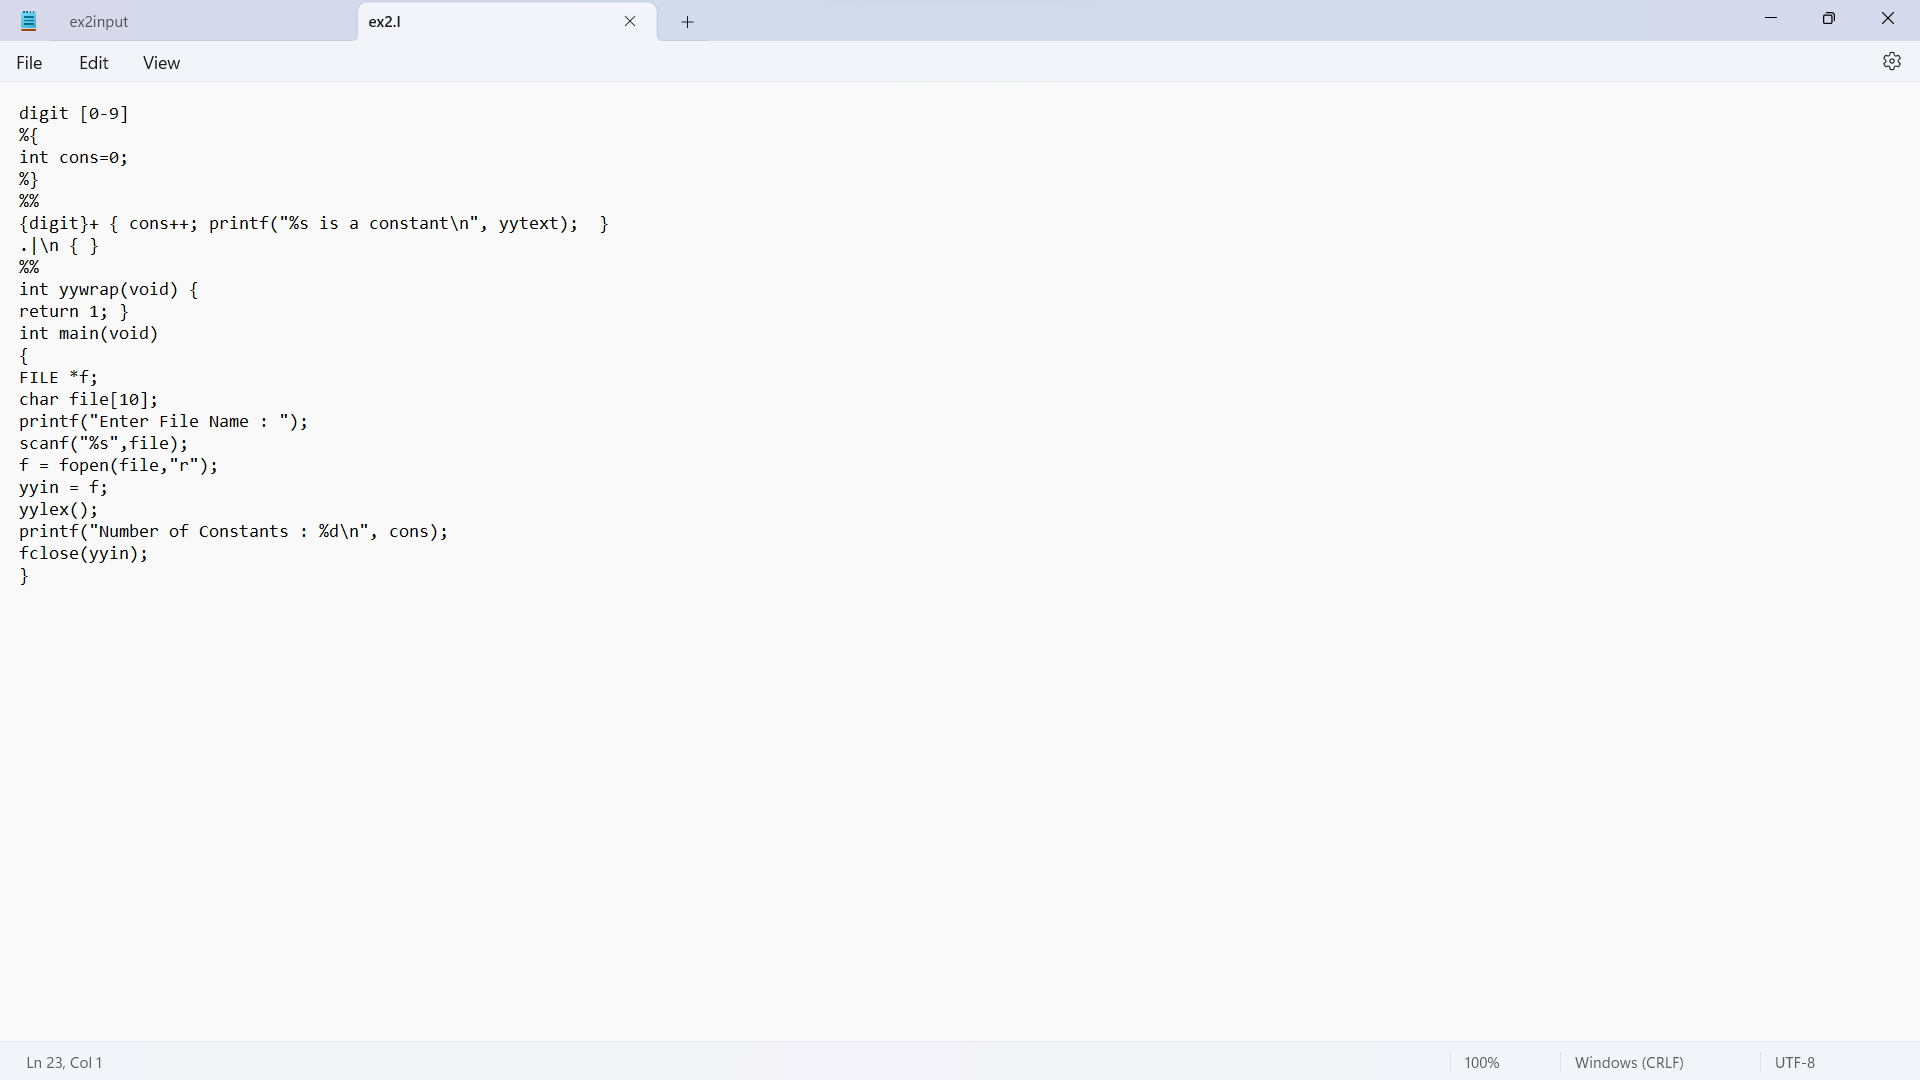 ex2input
ex2.l
File Edit View
digit [0-9]
%{
int cons=0;
%}
%%
{digit}+ { cons++; printf("%s is a constant\n", yytext);  }
.|\n { }
%%
int yywrap(void) {
return 1; }
int main(void)
{
FILE *f;
char file[10];
printf("Enter File Name : ");
scanf("%s",file);
f = fopen(file,"r");
yyin = f;
yylex();
printf("Number of Constants : %d\n", cons);
fclose(yyin);
}
Ln 23, Col 1
100%
Windows (CRLF)
UTF-8